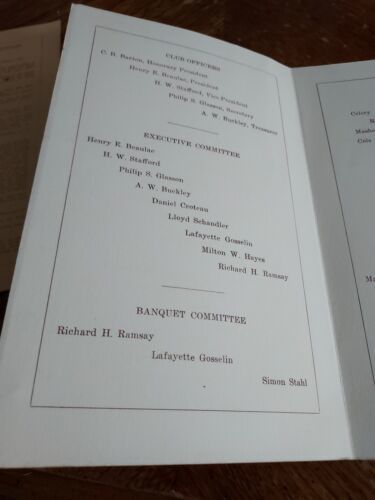 CLUB OFFICERS
C. R. Barton, Honorary President
Henry E. Beaulac, President
H. W. Stafford, Vice President
Philip S. Glasson, Secretary
A. W. Buckley, Treasurer
EXECUTIVE COMMITTEE
Henry E. Beaulac
H. W. Stafford
Philip S. Glasson
A. W. Buckley
Daniel Croteau
Lloyd Schandler
Lafayette Gosselin
Milton W. Hayes
Richard H. Ramsay
BANQUET COMMITTEE
Richard H. Ramsay
Lafayette Gosselin
Simon Stahl
Celery